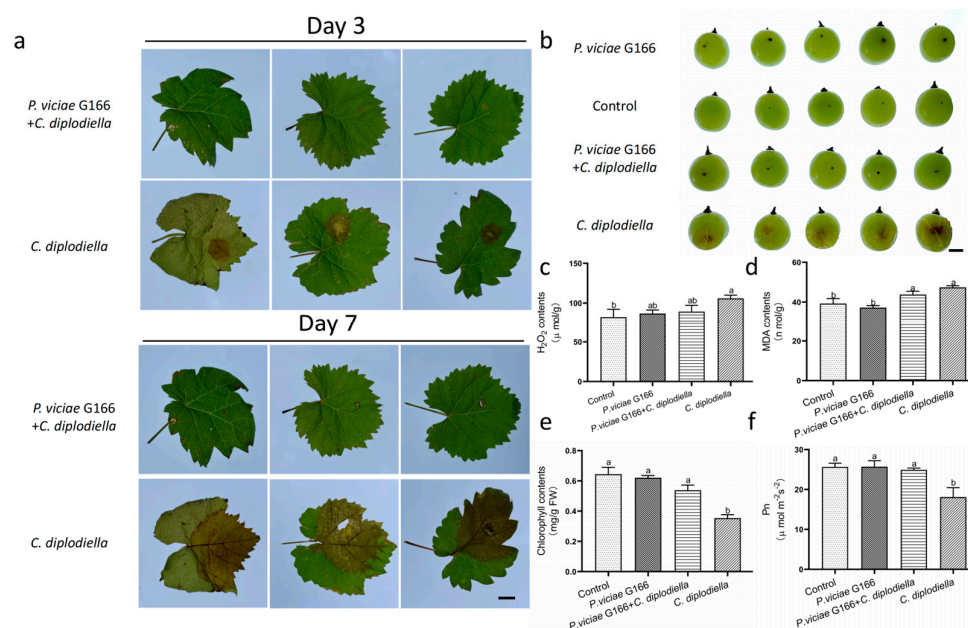 a
Day 3
P. viciae G166
+C. diplodiella
C. diplodiella
Day 7
P. viciae G166
+C. diplodiella
C. diplodiella
b
P. viciae G166
Control
P. viciae G166
+C. diplodiella
C. diplodiella
c
H₂O₂ contents
(μ mol/g)
150
100
50
0
b
ab
ab
a
Control
P.viciae G166
P.viciae G166+C. diplodiella
C. diplodiella
d
MDA contents
(n mol/g)
60
40
20
0
b
b
a
a
Control
P.viciae G166
P.viciae G166+C. diplodiella
C. diplodiella
e
Chlorophyll contents
(mg/g FW)
0.8
0.6
0.4
0.2
0.0
a
a
a
b
Control
P.viciae G166
P.viciae G166+C. diplodiella
C. diplodiella
f
Pn
(μ mol m⁻²s⁻²)
30
20
10
0
a
a
a
b
Control
P.viciae G166
P.viciae G166+C. diplodiella
C. diplodiella